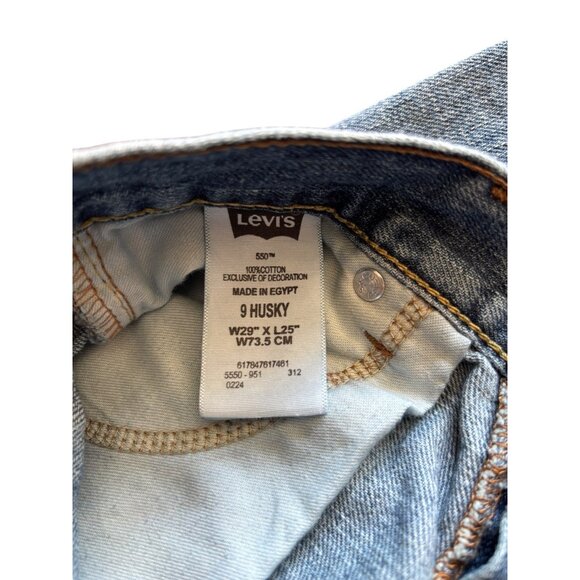 Levi's
550™
100%COTTON
EXCLUSIVE OF DECORATION
MADE IN EGYPT
9 HUSKY
W29" X L25"
W73.5 CM
617847617461
5550 - 951 312
0224